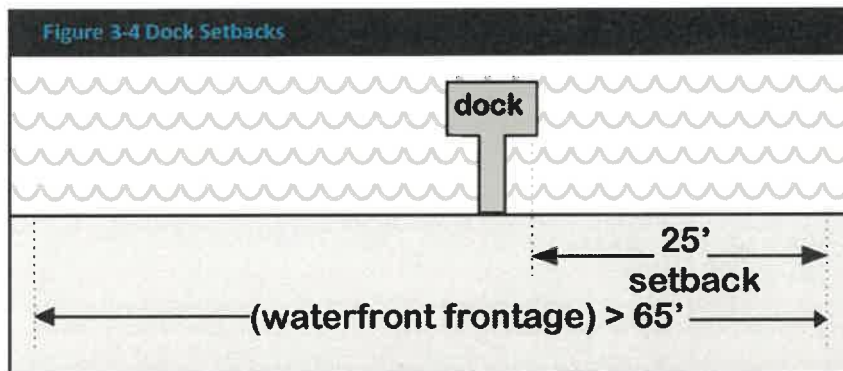 Figure 3-4 Dock Setbacks
dock
25'
setback
(waterfront frontage) > 65'